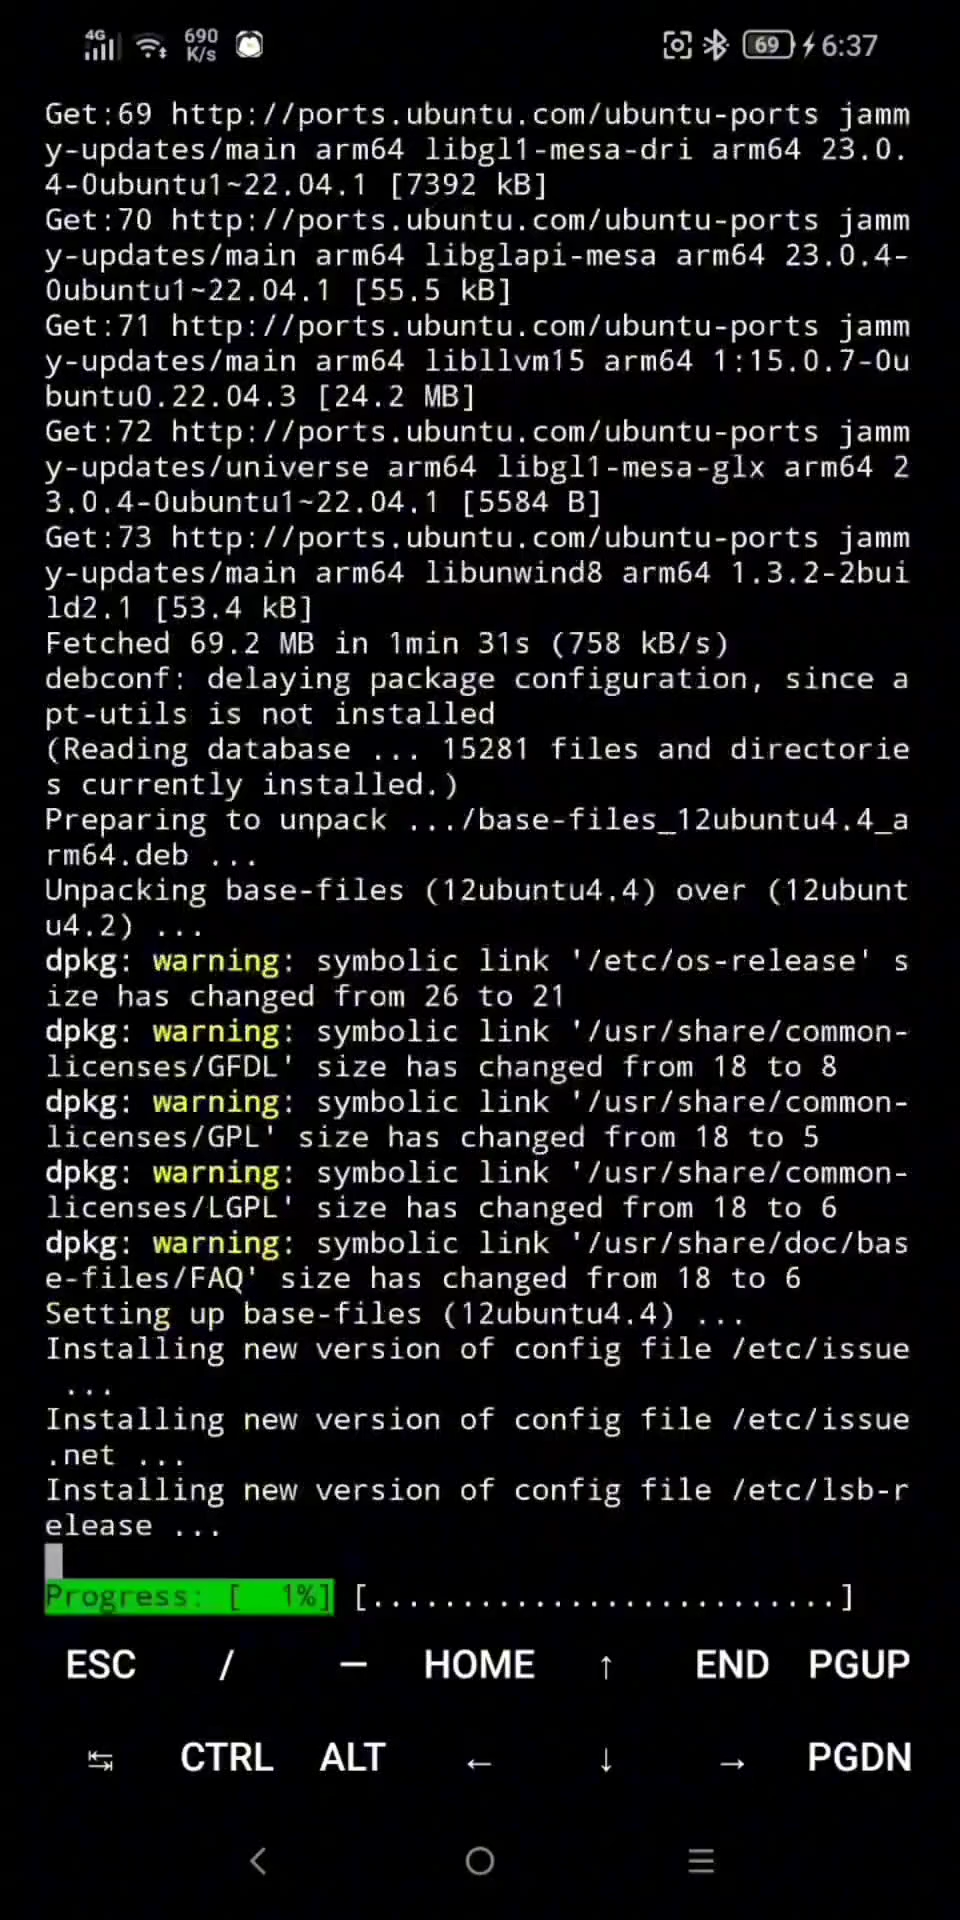 4G 690 K/s 69 6:37
Get:69 http://ports.ubuntu.com/ubuntu-ports jamm
y-updates/main arm64 libgl1-mesa-dri arm64 23.0.
4-0ubuntu1~22.04.1 [7392 kB]
Get:70 http://ports.ubuntu.com/ubuntu-ports jamm
y-updates/main arm64 libglapi-mesa arm64 23.0.4-
0ubuntu1~22.04.1 [55.5 kB]
Get:71 http://ports.ubuntu.com/ubuntu-ports jamm
y-updates/main arm64 libllvm15 arm64 1:15.0.7-0u
buntu0.22.04.3 [24.2 MB]
Get:72 http://ports.ubuntu.com/ubuntu-ports jamm
y-updates/universe arm64 libgl1-mesa-glx arm64 2
3.0.4-0ubuntu1~22.04.1 [5584 B]
Get:73 http://ports.ubuntu.com/ubuntu-ports jamm
y-updates/main arm64 libunwind8 arm64 1.3.2-2bui
ld2.1 [53.4 kB]
Fetched 69.2 MB in 1min 31s (758 kB/s)
debconf: delaying package configuration, since a
pt-utils is not installed
(Reading database ... 15281 files and directorie
s currently installed.)
Preparing to unpack .../base-files_12ubuntu4.4_a
rm64.deb ...
Unpacking base-files (12ubuntu4.4) over (12ubunt
u4.2) ...
dpkg: warning: symbolic link '/etc/os-release' s
ize has changed from 26 to 21
dpkg: warning: symbolic link '/usr/share/common-
licenses/GFDL' size has changed from 18 to 8
dpkg: warning: symbolic link '/usr/share/common-
licenses/GPL' size has changed from 18 to 5
dpkg: warning: symbolic link '/usr/share/common-
licenses/LGPL' size has changed from 18 to 6
dpkg: warning: symbolic link '/usr/share/doc/bas
e-files/FAQ' size has changed from 18 to 6
Setting up base-files (12ubuntu4.4) ...
Installing new version of config file /etc/issue
...
Installing new version of config file /etc/issue
.net ...
Installing new version of config file /etc/lsb-r
elease ...
Progress: [  1%] [..........................]
ESC / — HOME ↑ END PGUP
↹ CTRL ALT ← ↓ → PGDN